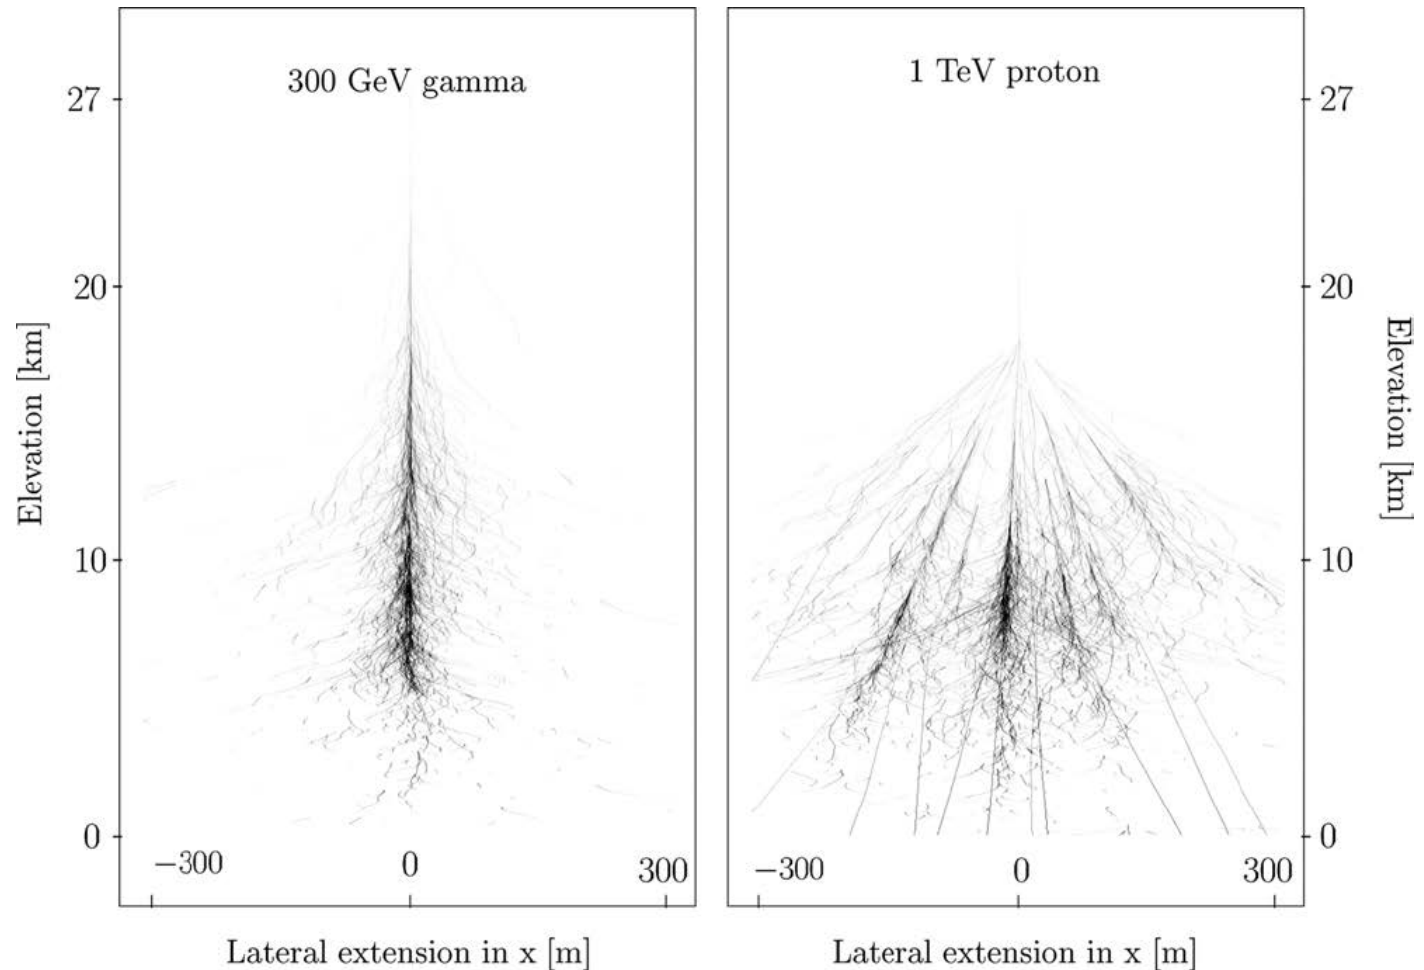 300 GeV gamma
27
20
10
0
Elevation [km]
−300
0
300
Lateral extension in x [m]
1 TeV proton
27
20
10
0
Elevation [km]
−300
0
300
Lateral extension in x [m]